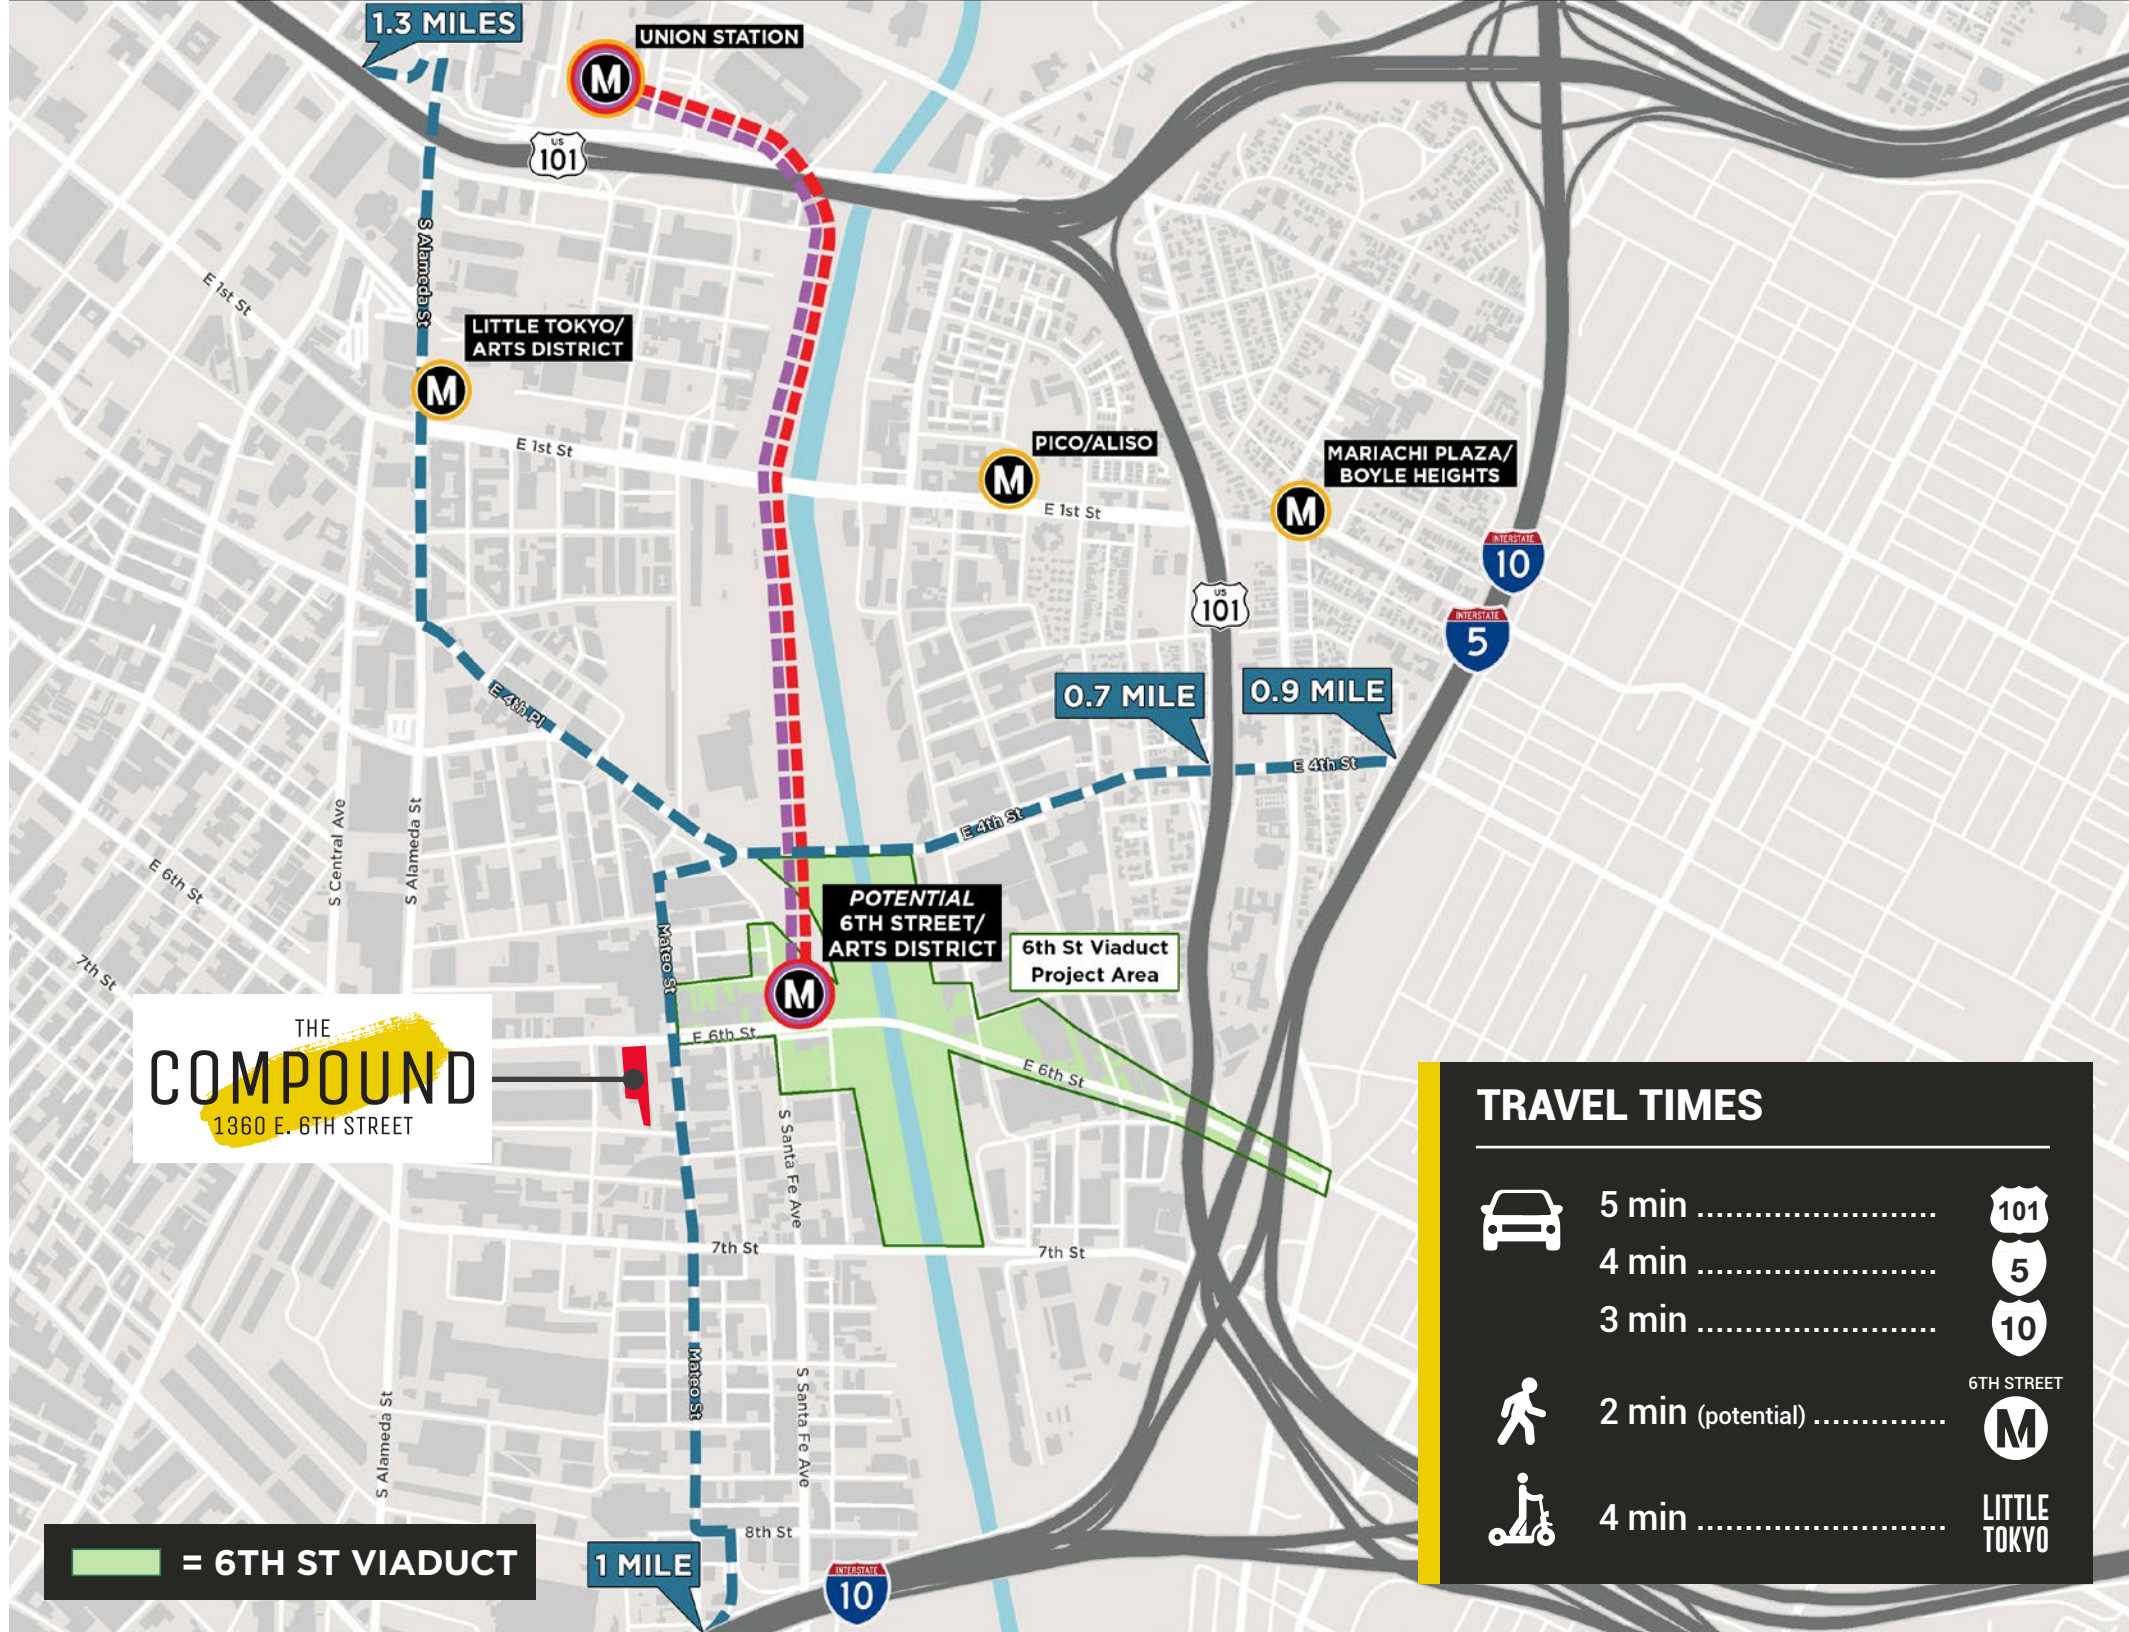 1.3 MILES
UNION STATION
M
US
101
S Alameda St
E 1st St
LITTLE TOKYO/
ARTS DISTRICT
M
E 1st St
PICO/ALISO
M
E 1st St
MARIACHI PLAZA/
BOYLE HEIGHTS
M
INTERSTATE
10
US
101
INTERSTATE
5
0.7 MILE
0.9 MILE
E 4th Pl
E 4th St
E 4th St
S Central Ave
S Alameda St
E 6th St
7th St
Mateo St
POTENTIAL
6TH STREET/
ARTS DISTRICT
M
6th St Viaduct
Project Area
E 6th St
E 6th St
THE
COMPOUND
1360 E. 6TH STREET
S Santa Fe Ave
7th St
7th St
Mateo St
S Santa Fe Ave
S Alameda St
8th St
1 MILE
INTERSTATE
10
= 6TH ST VIADUCT
TRAVEL TIMES
5 min ......................... 101
4 min ......................... 5
3 min ......................... 10
6TH STREET
2 min (potential) .............. M
4 min .......................... LITTLE
TOKYO